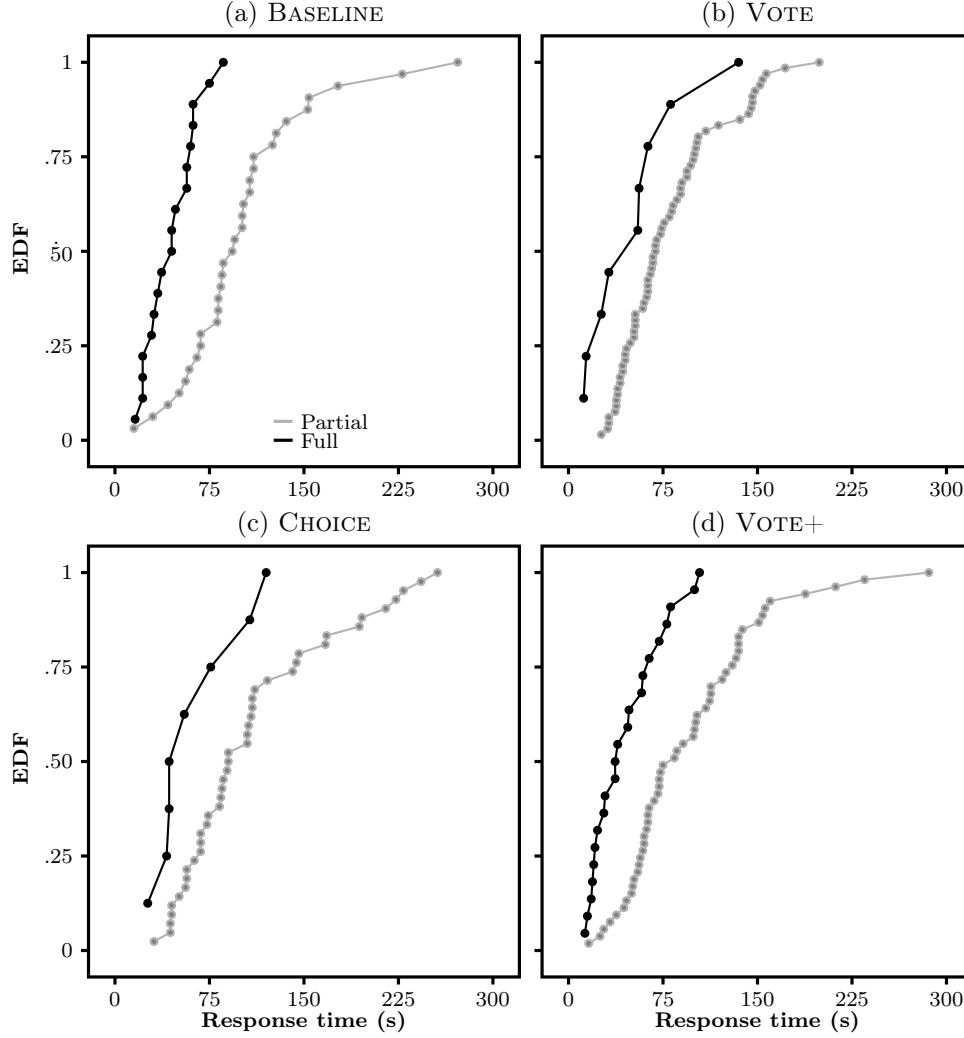 (a) BASELINE
(b) VOTE
EDF
1
.75
.50
.25
0
Partial
Full
0 75 150 225 300
0 75 150 225 300
(c) CHOICE
(d) VOTE+
EDF
1
.75
.50
.25
0
0 75 150 225 300
0 75 150 225 300
Response time (s)
Response time (s)